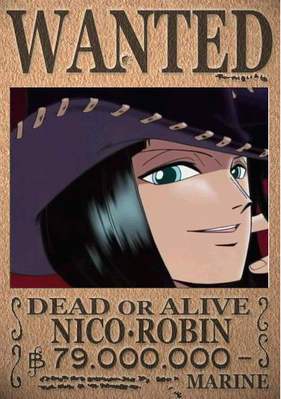 WANTED
DEAD OR ALIVE
NICO•ROBIN
฿ 79.000.000 –
MARINE